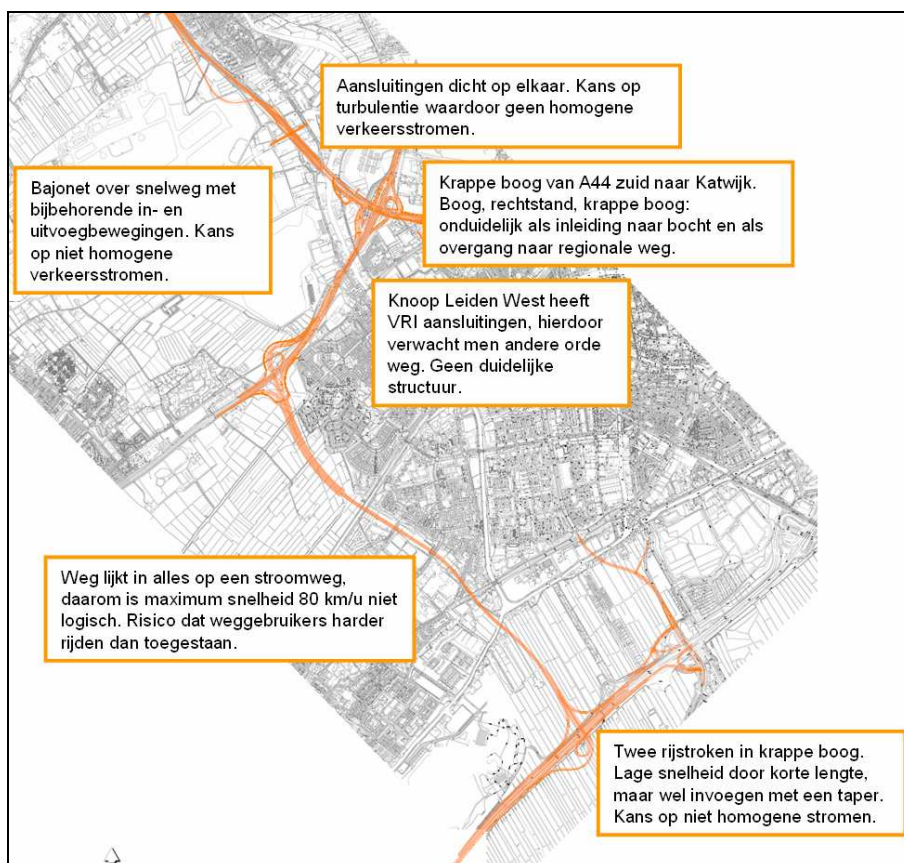 Aansluitingen dicht op elkaar. Kans op
turbulentie waardoor geen homogene
verkeersstromen.
Bajonet over snelweg met
bijbehorende in- en
uitvoegbewegingen. Kans
op niet homogene
verkeersstromen.
Krappe boog van A44 zuid naar Katwijk.
Boog, rechtstand, krappe boog:
onduidelijk als inleiding naar bocht en als
overgang naar regionale weg.
Knoop Leiden West heeft
VRI aansluitingen, hierdoor
verwacht men andere orde
weg. Geen duidelijke
structuur.
Weg lijkt in alles op een stroomweg,
daarom is maximum snelheid 80 km/u niet
logisch. Risico dat weggebruikers harder
rijden dan toegestaan.
Twee rijstroken in krappe boog.
Lage snelheid door korte lengte,
maar wel invoegen met een taper.
Kans op niet homogene stromen.